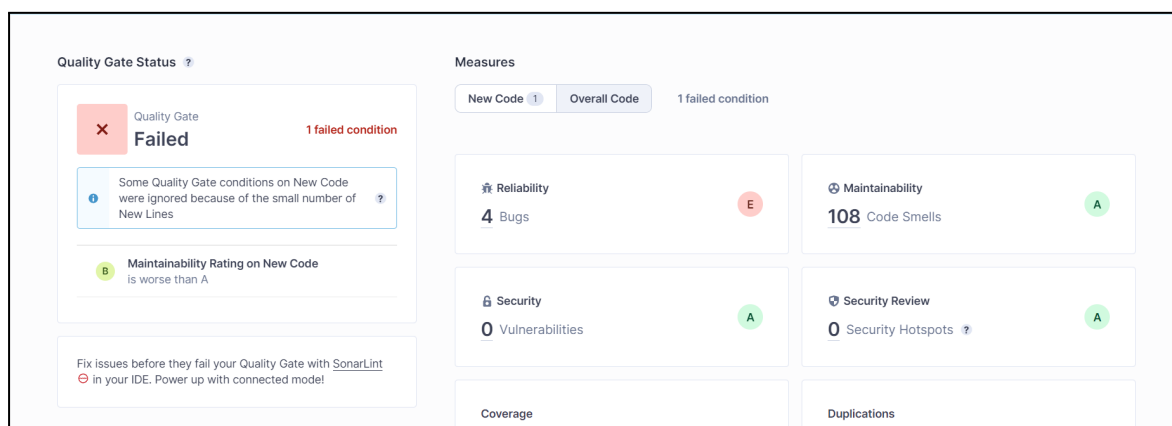 Quality Gate Status ?
Quality Gate
Failed
1 failed condition
Some Quality Gate conditions on New Code
were ignored because of the small number of
New Lines
?
B
Maintainability Rating on New Code
is worse than A
Fix issues before they fail your Quality Gate with SonarLint
in your IDE. Power up with connected mode!
Measures
New Code 1
Overall Code
1 failed condition
Reliability
4 Bugs
E
Maintainability
108 Code Smells
A
Security
0 Vulnerabilities
A
Security Review
0 Security Hotspots ?
A
Coverage
Duplications